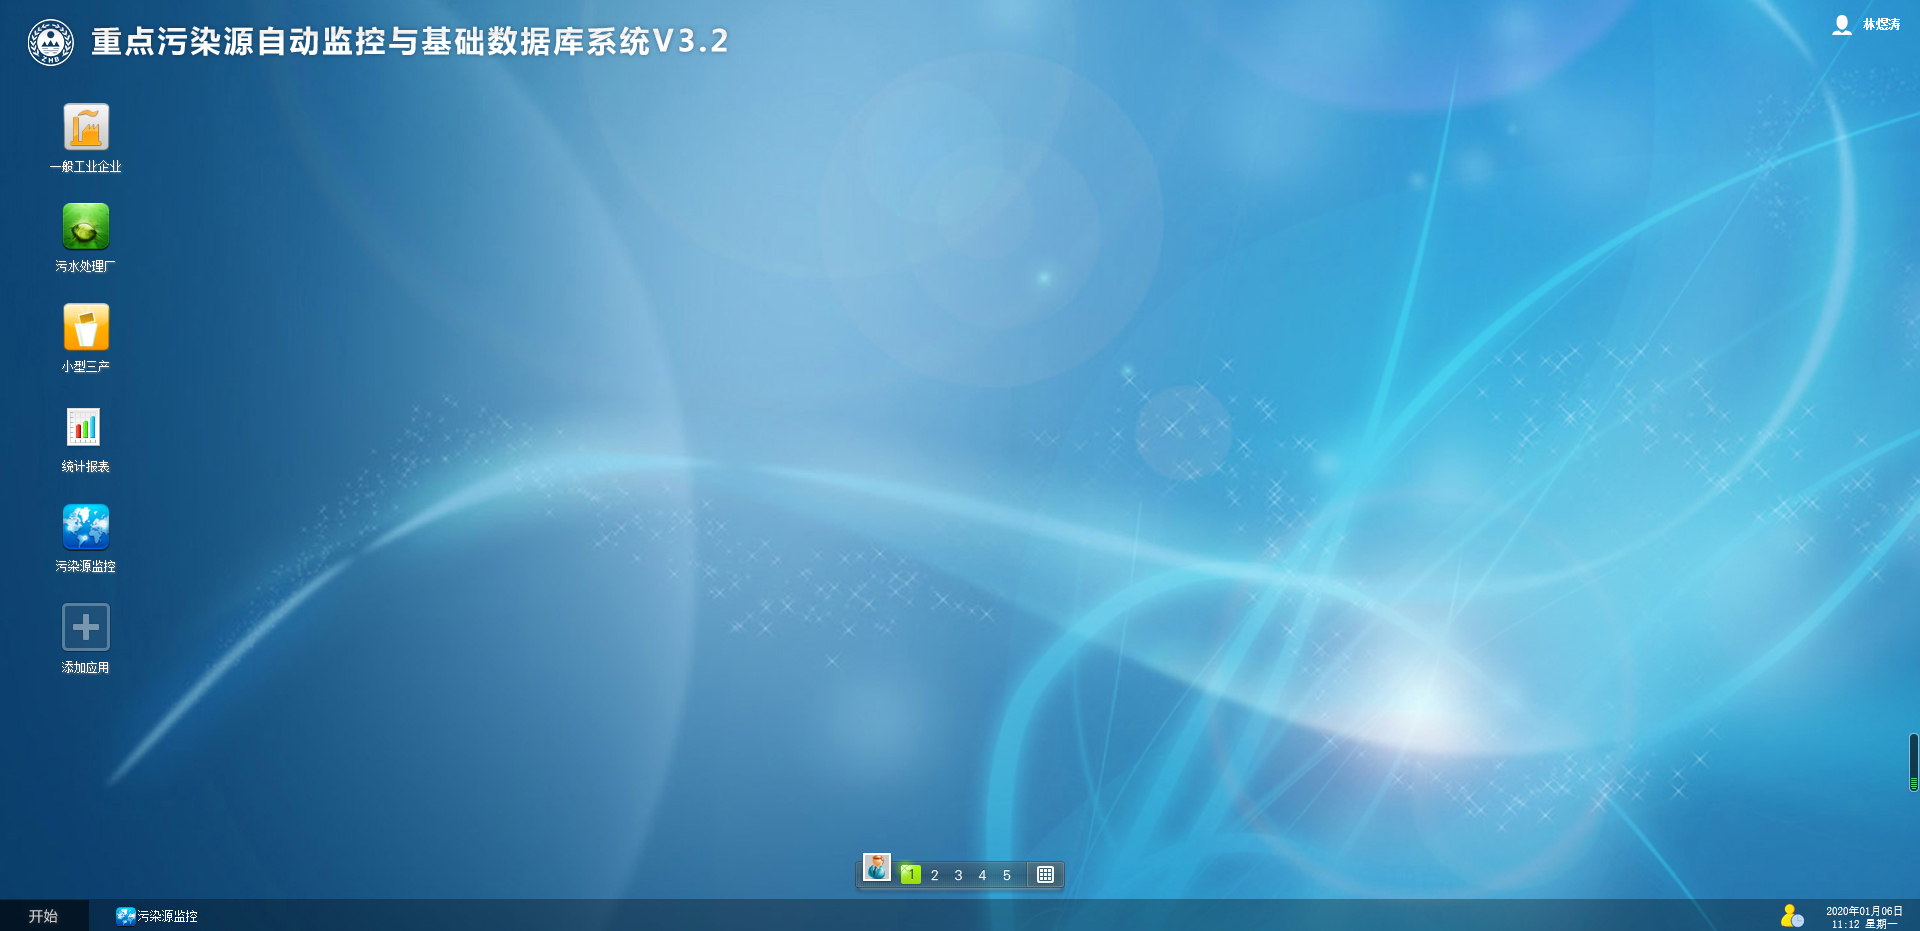 重点污染源自动监控与基础数据库系统V3.2
林煜涛
ZHB
一般工业企业
污水处理厂
小型三产
统计报表
污染源监控
添加应用
1 2 3 4 5
开始
污染源监控
2020年01月06日
11:12 星期一